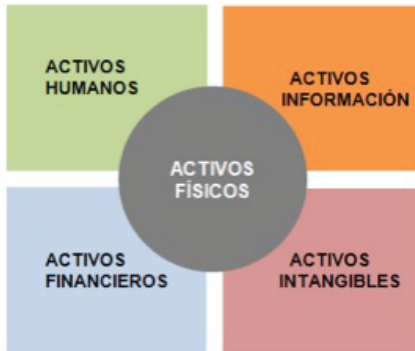 ACTIVOS
HUMANOS
ACTIVOS
INFORMACIÓN
ACTIVOS
FÍSICOS
ACTIVOS
FINANCIEROS
ACTIVOS
INTANGIBLES